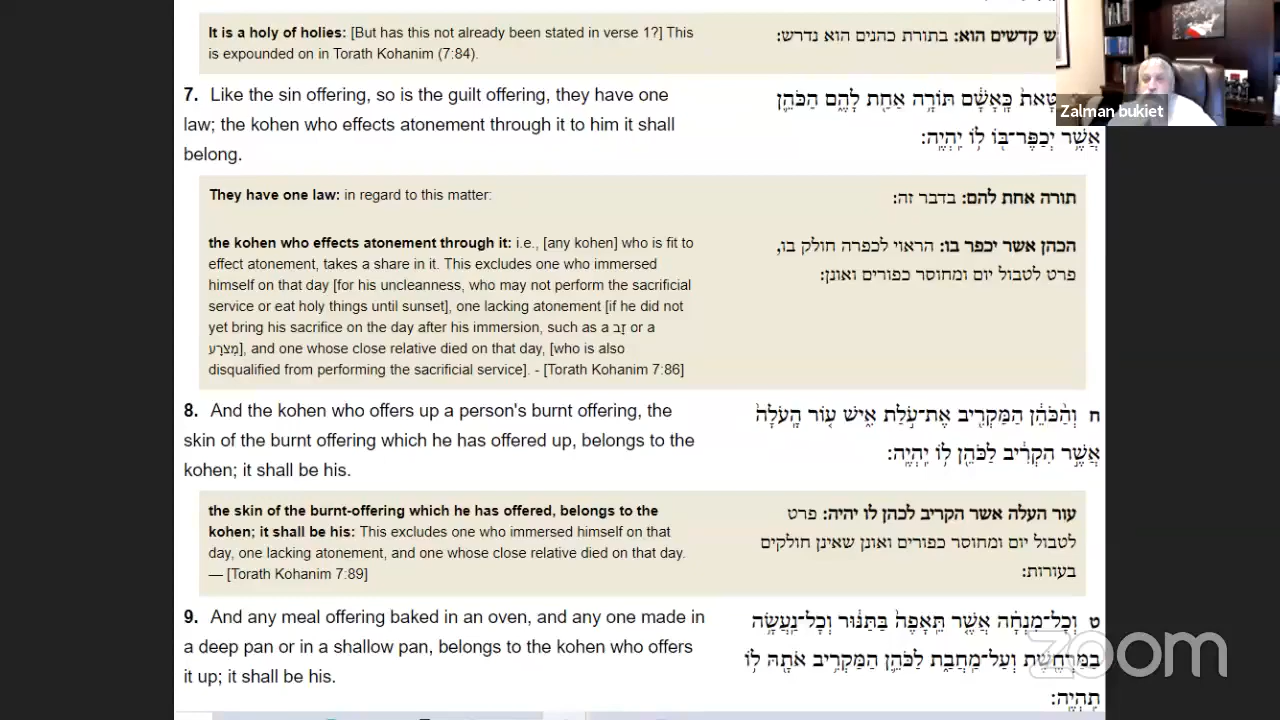 It is a holy of holies: [But has this not already been stated in verse 1?] This
is expounded on in Torath Kohanim (7:84).
קדשים הוא: בתורת כהנים הוא נדרש:
Zalman bukiet
7. Like the sin offering, so is the guilt offering, they have one
law; the kohen who effects atonement through it to him it shall
belong.
כָּֽאָשָׁ֔ם תּוֹרָ֥ה אַחַ֖ת לָהֶ֑ם הַכֹּהֵ֛ן
אֲשֶׁ֥ר יְכַפֶּר־בּ֖וֹ ל֥וֹ יִֽהְיֶֽה:
They have one law: in regard to this matter:
תורה אחת להם: בדבר זה:
the kohen who effects atonement through it: i.e., [any kohen] who is fit to
effect atonement, takes a share in it. This excludes one who immersed
himself on that day [for his uncleanness, who may not perform the sacrificial
service or eat holy things until sunset], one lacking atonement [if he did not
yet bring his sacrifice on the day after his immersion, such as a זָב or a
מְצֹרָע], and one whose close relative died on that day, [who is also
disqualified from performing the sacrificial service]. - [Torath Kohanim 7:86]
הכהן אשר יכפר בו: הראוי לכפרה חולק בו,
פרט לטבול יום ומחוסר כפורים ואונן:
8. And the kohen who offers up a person's burnt offering, the
skin of the burnt offering which he has offered up, belongs to the
kohen; it shall be his.
ח וְהַ֨כֹּהֵ֔ן הַמַּקְרִ֖יב אֶת־עֹ֣לַת אִ֑ישׁ ע֤וֹר הָֽעֹלָה֙
אֲשֶׁ֣ר הִקְרִ֔יב לַכֹּהֵ֖ן ל֥וֹ יִֽהְיֶֽה:
the skin of the burnt-offering which he has offered, belongs to the
kohen; it shall be his: This excludes one who immersed himself on that
day, one lacking atonement, and one whose close relative died on that day.
— [Torath Kohanim 7:89]
עור העלה אשר הקריב לכהן לו יהיה: פרט
לטבול יום ומחוסר כפורים ואונן שאינן חולקים
בעורות:
9. And any meal offering baked in an oven, and any one made in
a deep pan or in a shallow pan, belongs to the kohen who offers
it up; it shall be his.
ט וְכָל־מִנְחָ֗ה אֲשֶׁ֤ר תֵּֽאָפֶה֙ בַּתַּנּ֔וּר וְכָל־נַֽעֲשָׂ֥ה
בַמַּרְחֶ֖שֶׁת וְעַל־מַֽחֲבַ֑ת לַכֹּהֵ֛ן הַמַּקְרִ֥יב אֹתָ֖הּ ל֥וֹ
תִֽהְיֶֽה:
zoom